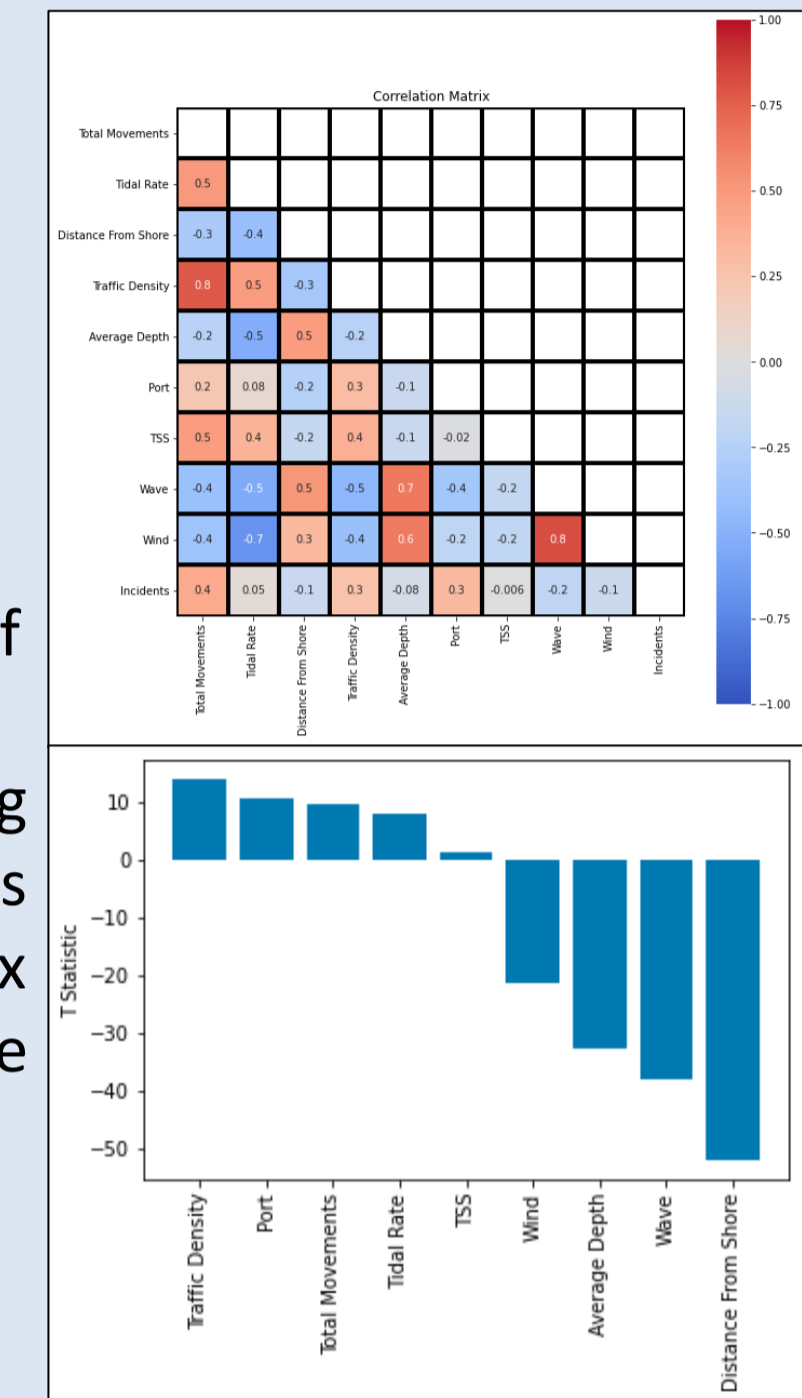 Correlation Matrix
1.00
0.75
0.50
0.25
0.00
−0.25
−0.50
−0.75
−1.00
Total Movements
Tidal Rate 0.5
Distance From Shore -0.3 -0.4
Traffic Density 0.8 0.5 -0.3
Average Depth -0.2 -0.5 0.5 -0.2
Port 0.2 0.08 -0.2 0.3 -0.1
TSS 0.5 0.4 -0.2 0.4 -0.1 -0.02
Wave -0.4 -0.5 0.5 -0.5 0.7 -0.4 -0.2
Wind -0.4 -0.7 0.3 -0.4 0.6 -0.2 -0.2 0.8
Incidents 0.4 0.05 -0.1 0.3 -0.08 0.3 -0.006 -0.2 -0.1
Total Movements
Tidal Rate
Distance From Shore
Traffic Density
Average Depth
Port
TSS
Wave
Wind
Incidents
f
g
s
x
e
T Statistic
10
0
−10
−20
−30
−40
−50
Traffic Density
Port
Total Movements
Tidal Rate
TSS
Wind
Average Depth
Wave
Distance From Shore